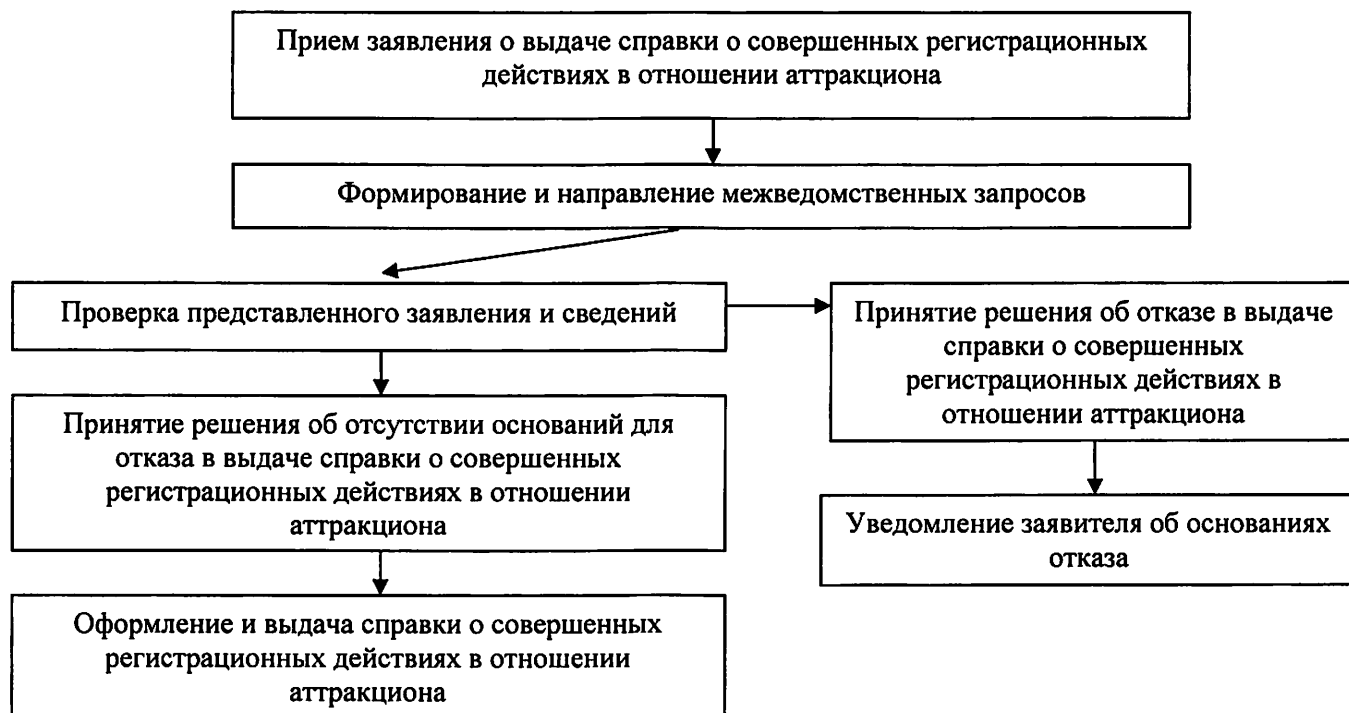 Прием заявления о выдаче справки о совершенных регистрационных
действиях в отношении аттракциона
Формирование и направление межведомственных запросов
Проверка представленного заявления и сведений
Принятие решения об отсутствии оснований для
отказа в выдаче справки о совершенных
регистрационных действиях в отношении
аттракциона
Оформление и выдача справки о совершенных
регистрационных действиях в отношении
аттракциона
Принятие решения об отказе в выдаче
справки о совершенных
регистрационных действиях в
отношении аттракциона
Уведомление заявителя об основаниях
отказа